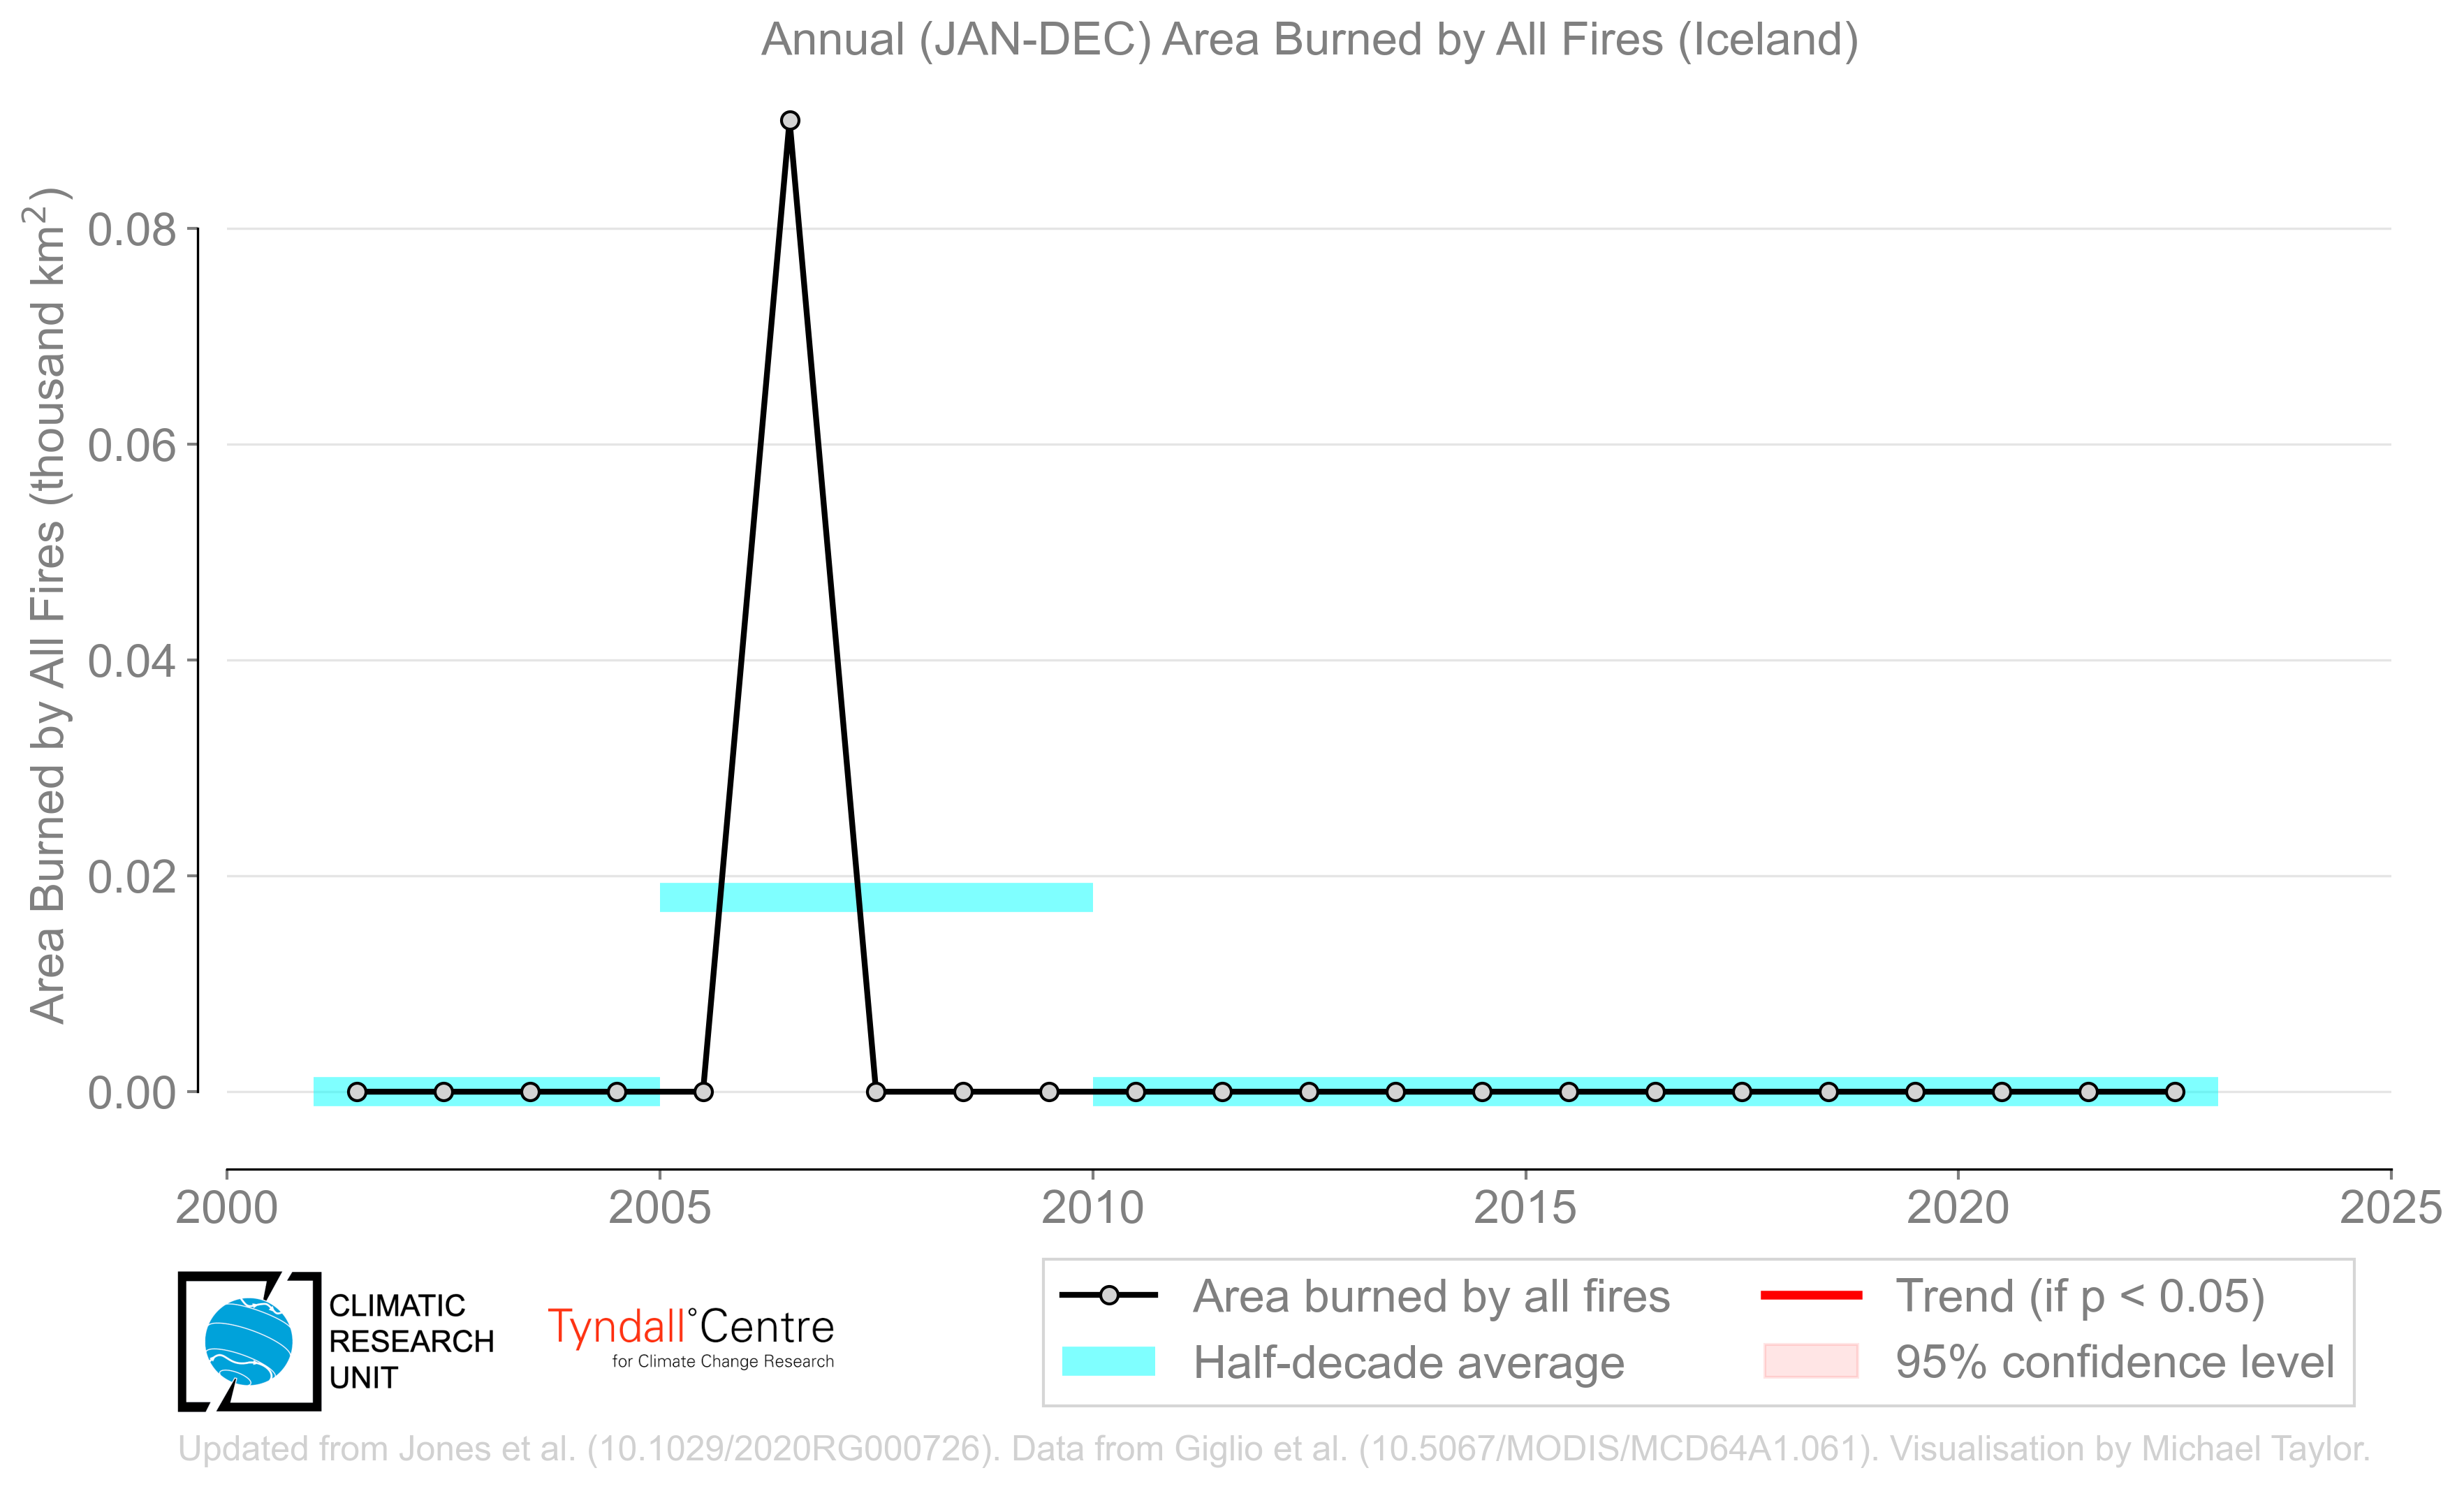 Annual (JAN-DEC) Area Burned by All Fires (Iceland)
Area Burned by All Fires (thousand km²)
0.08
0.06
0.04
0.02
0.00
2000
2005
2010
2015
2020
2025
CLIMATIC
RESEARCH
UNIT
Tyndall°Centre
for Climate Change Research
Area burned by all fires
Half-decade average
Trend (if p < 0.05)
95% confidence level
Updated from Jones et al. (10.1029/2020RG000726). Data from Giglio et al. (10.5067/MODIS/MCD64A1.061). Visualisation by Michael Taylor.